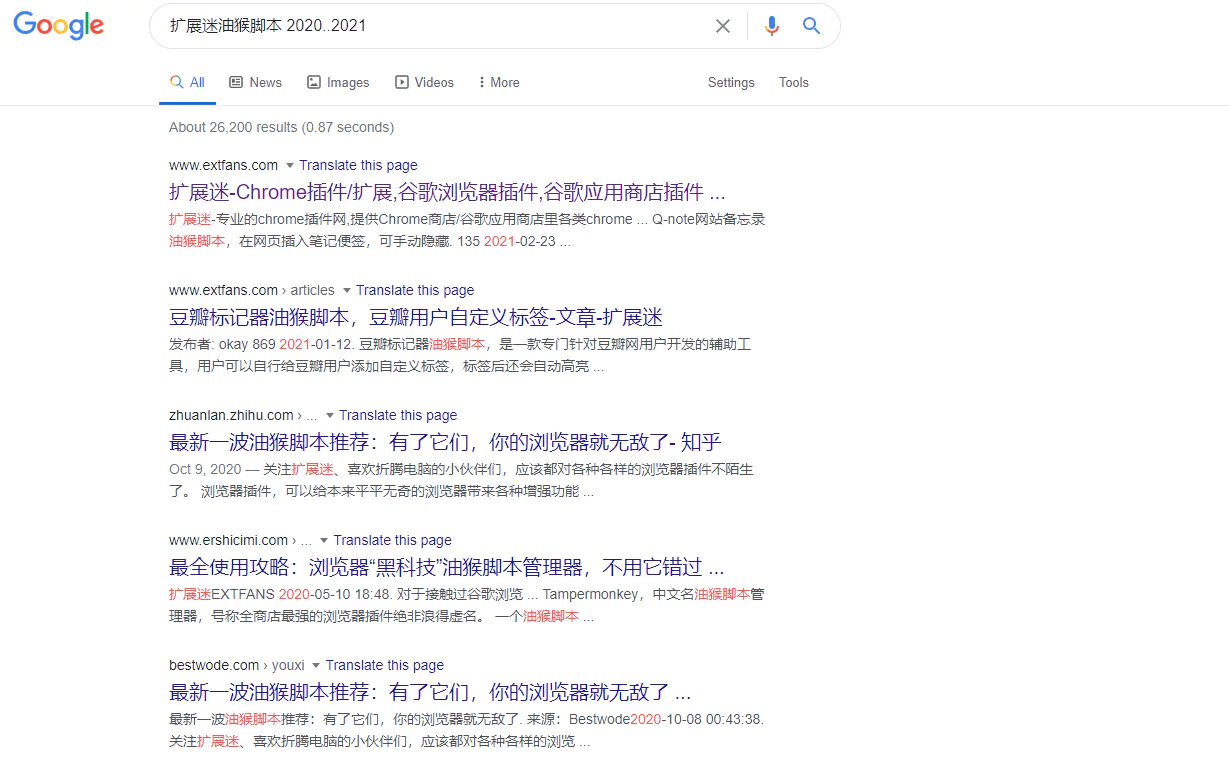 Google
扩展迷油猴脚本 2020..2021
All News Images Videos More Settings Tools
About 26,200 results (0.87 seconds)
www.extfans.com Translate this page
扩展迷-Chrome插件/扩展,谷歌浏览器插件,谷歌应用商店插件 ...
扩展迷-专业的chrome插件网,提供Chrome商店/谷歌应用商店里各类chrome ... Q-note网站备忘录
油猴脚本，在网页插入笔记便签，可手动隐藏. 135 2021-02-23 ...
www.extfans.com › articles Translate this page
豆瓣标记器油猴脚本，豆瓣用户自定义标签-文章-扩展迷
发布者: okay 869 2021-01-12. 豆瓣标记器油猴脚本，是一款专门针对豆瓣网用户开发的辅助工
具，用户可以自行给豆瓣用户添加自定义标签，标签后还会自动高亮 ...
zhuanlan.zhihu.com › ... Translate this page
最新一波油猴脚本推荐：有了它们，你的浏览器就无敌了- 知乎
Oct 9, 2020 — 关注扩展迷、喜欢折腾电脑的小伙伴们，应该都对各种各样的浏览器插件不陌生
了。 浏览器插件，可以给本来平平无奇的浏览器带来各种增强功能 ...
www.ershicimi.com › ... Translate this page
最全使用攻略：浏览器“黑科技”油猴脚本管理器，不用它错过 ...
扩展迷EXTFANS 2020-05-10 18:48. 对于接触过谷歌浏览 ... Tampermonkey，中文名油猴脚本管
理器，号称全商店最强的浏览器插件绝非浪得虚名。 一个油猴脚本 ...
bestwode.com › youxi Translate this page
最新一波油猴脚本推荐：有了它们，你的浏览器就无敌了 ...
最新一波油猴脚本推荐：有了它们，你的浏览器就无敌了. 来源：Bestwode2020-10-08 00:43:38.
关注扩展迷、喜欢折腾电脑的小伙伴们，应该都对各种各样的浏览 ...